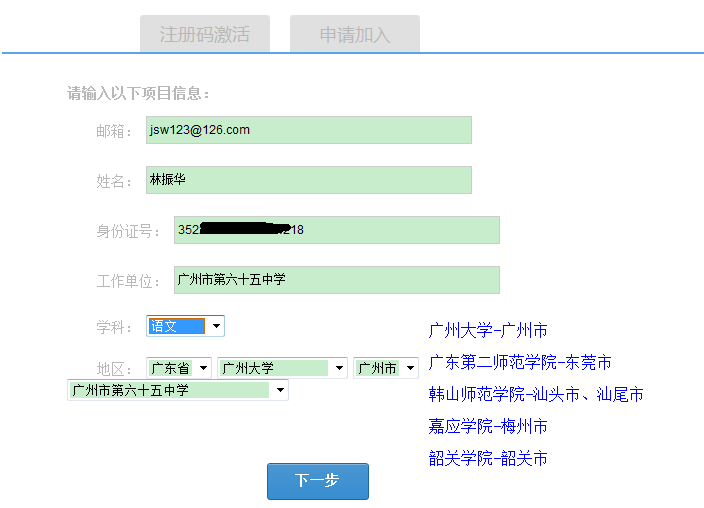 注册码激活 申请加入
请输入以下项目信息：
邮箱： jsw123@126.com
姓名： 林振华
身份证号： 352 218
工作单位： 广州市第六十五中学
学科： 语文
地区： 广东省 广州大学 广州市
广州市第六十五中学
广州大学-广州市
广东第二师范学院-东莞市
韩山师范学院-汕头市、汕尾市
嘉应学院-梅州市
韶关学院-韶关市
下一步